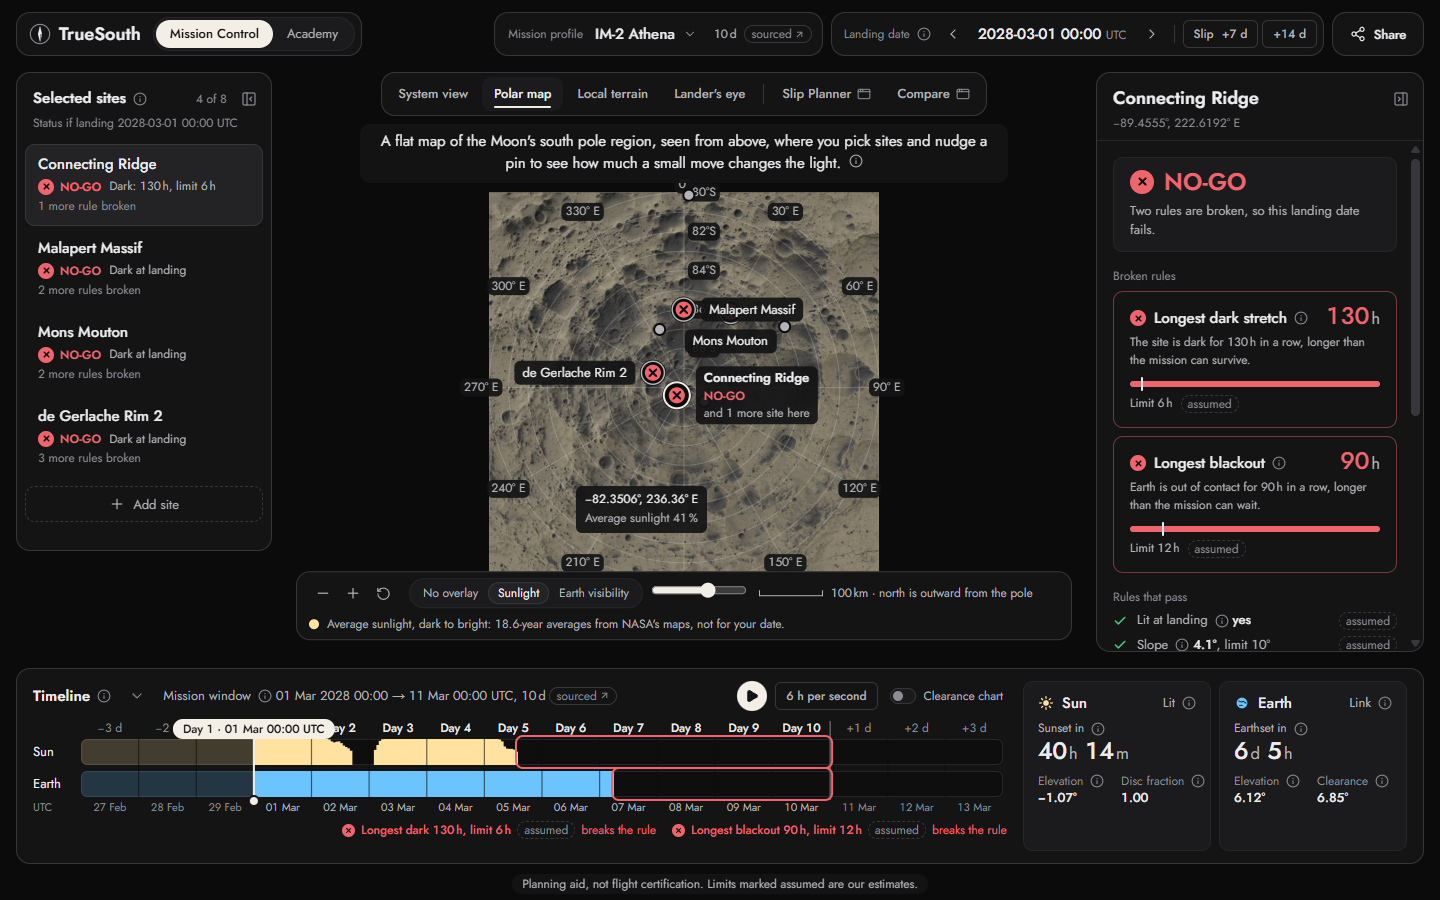 TrueSouth
Mission Control
Academy
Mission profile
IM-2 Athena
10 d
sourced ↗
Landing date
2028-03-01 00:00 UTC
Slip +7 d
+14 d
Share
Selected sites
4 of 8
Status if landing 2028-03-01 00:00 UTC
Connecting Ridge
NO-GO Dark: 130 h, limit 6 h
1 more rule broken
Malapert Massif
NO-GO Dark at landing
2 more rules broken
Mons Mouton
NO-GO Dark at landing
2 more rules broken
de Gerlache Rim 2
NO-GO Dark at landing
3 more rules broken
+ Add site
System view
Polar map
Local terrain
Lander's eye
Slip Planner
Compare
A flat map of the Moon's south pole region, seen from above, where you pick sites and nudge a
pin to see how much a small move changes the light.
80°S
330° E
30° E
82°S
84°S
300° E
60° E
Malapert Massif
Mons Mouton
de Gerlache Rim 2
Connecting Ridge
NO-GO
and 1 more site here
270° E
90° E
240° E
120° E
−82.3506°, 236.36° E
Average sunlight 41 %
210° E
150° E
No overlay
Sunlight
Earth visibility
100 km · north is outward from the pole
Average sunlight, dark to bright: 18.6-year averages from NASA's maps, not for your date.
Connecting Ridge
−89.4555°, 222.6192° E
NO-GO
Two rules are broken, so this landing date
fails.
Broken rules
Longest dark stretch
130 h
The site is dark for 130 h in a row, longer than
the mission can survive.
Limit 6 h
assumed
Longest blackout
90 h
Earth is out of contact for 90 h in a row, longer
than the mission can wait.
Limit 12 h
assumed
Rules that pass
Lit at landing yes
assumed
Slope 4.1°, limit 10°
assumed
Timeline
Mission window 01 Mar 2028 00:00 → 11 Mar 00:00 UTC, 10 d sourced ↗
6 h per second
Clearance chart
−3 d
−2
Day 1 · 01 Mar 00:00 UTC
ay 2
Day 3
Day 4
Day 5
Day 6
Day 7
Day 8
Day 9
Day 10
+1 d
+2 d
+3 d
Sun
Earth
UTC
27 Feb
28 Feb
29 Feb
01 Mar
02 Mar
03 Mar
04 Mar
05 Mar
06 Mar
07 Mar
08 Mar
09 Mar
10 Mar
11 Mar
12 Mar
13 Mar
Longest dark 130 h, limit 6 h assumed breaks the rule
Longest blackout 90 h, limit 12 h assumed breaks the rule
Sun
Lit
Sunset in
40 h 14 m
Elevation
Disc fraction
−1.07°
1.00
Earth
Link
Earthset in
6 d 5 h
Elevation
Clearance
6.12°
6.85°
Planning aid, not flight certification. Limits marked assumed are our estimates.